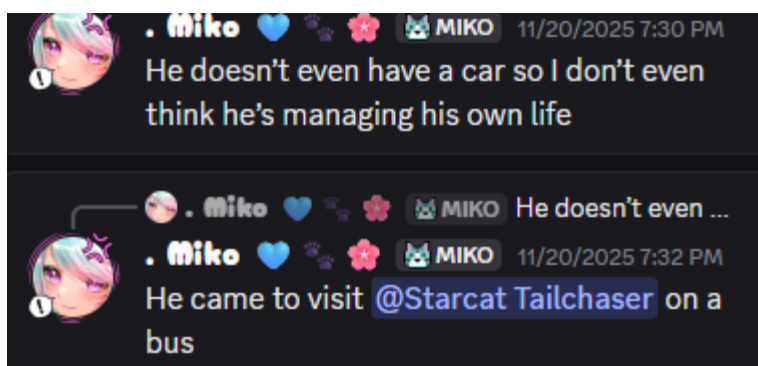 . Miko 💙 🐾 🌸 MIKO 11/20/2025 7:30 PM
He doesn’t even have a car so I don’t even
think he’s managing his own life
. Miko 💙 🐾 🌸 MIKO He doesn’t even ...
. Miko 💙 🐾 🌸 MIKO 11/20/2025 7:32 PM
He came to visit @Starcat Tailchaser on a
bus